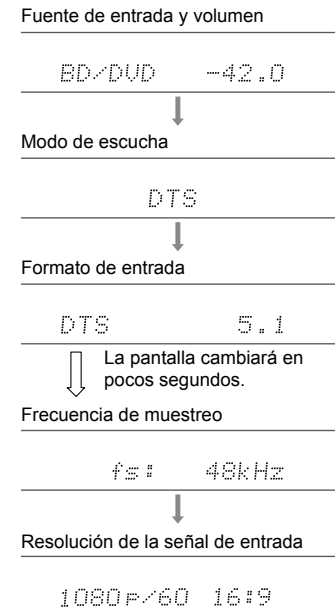 Fuente de entrada y volumen
BD/DVD -42.0
Modo de escucha
DTS
Formato de entrada
DTS 5.1
La pantalla cambiará en
pocos segundos.
Frecuencia de muestreo
fs: 48kHz
Resolución de la señal de entrada
1080p/60 16:9